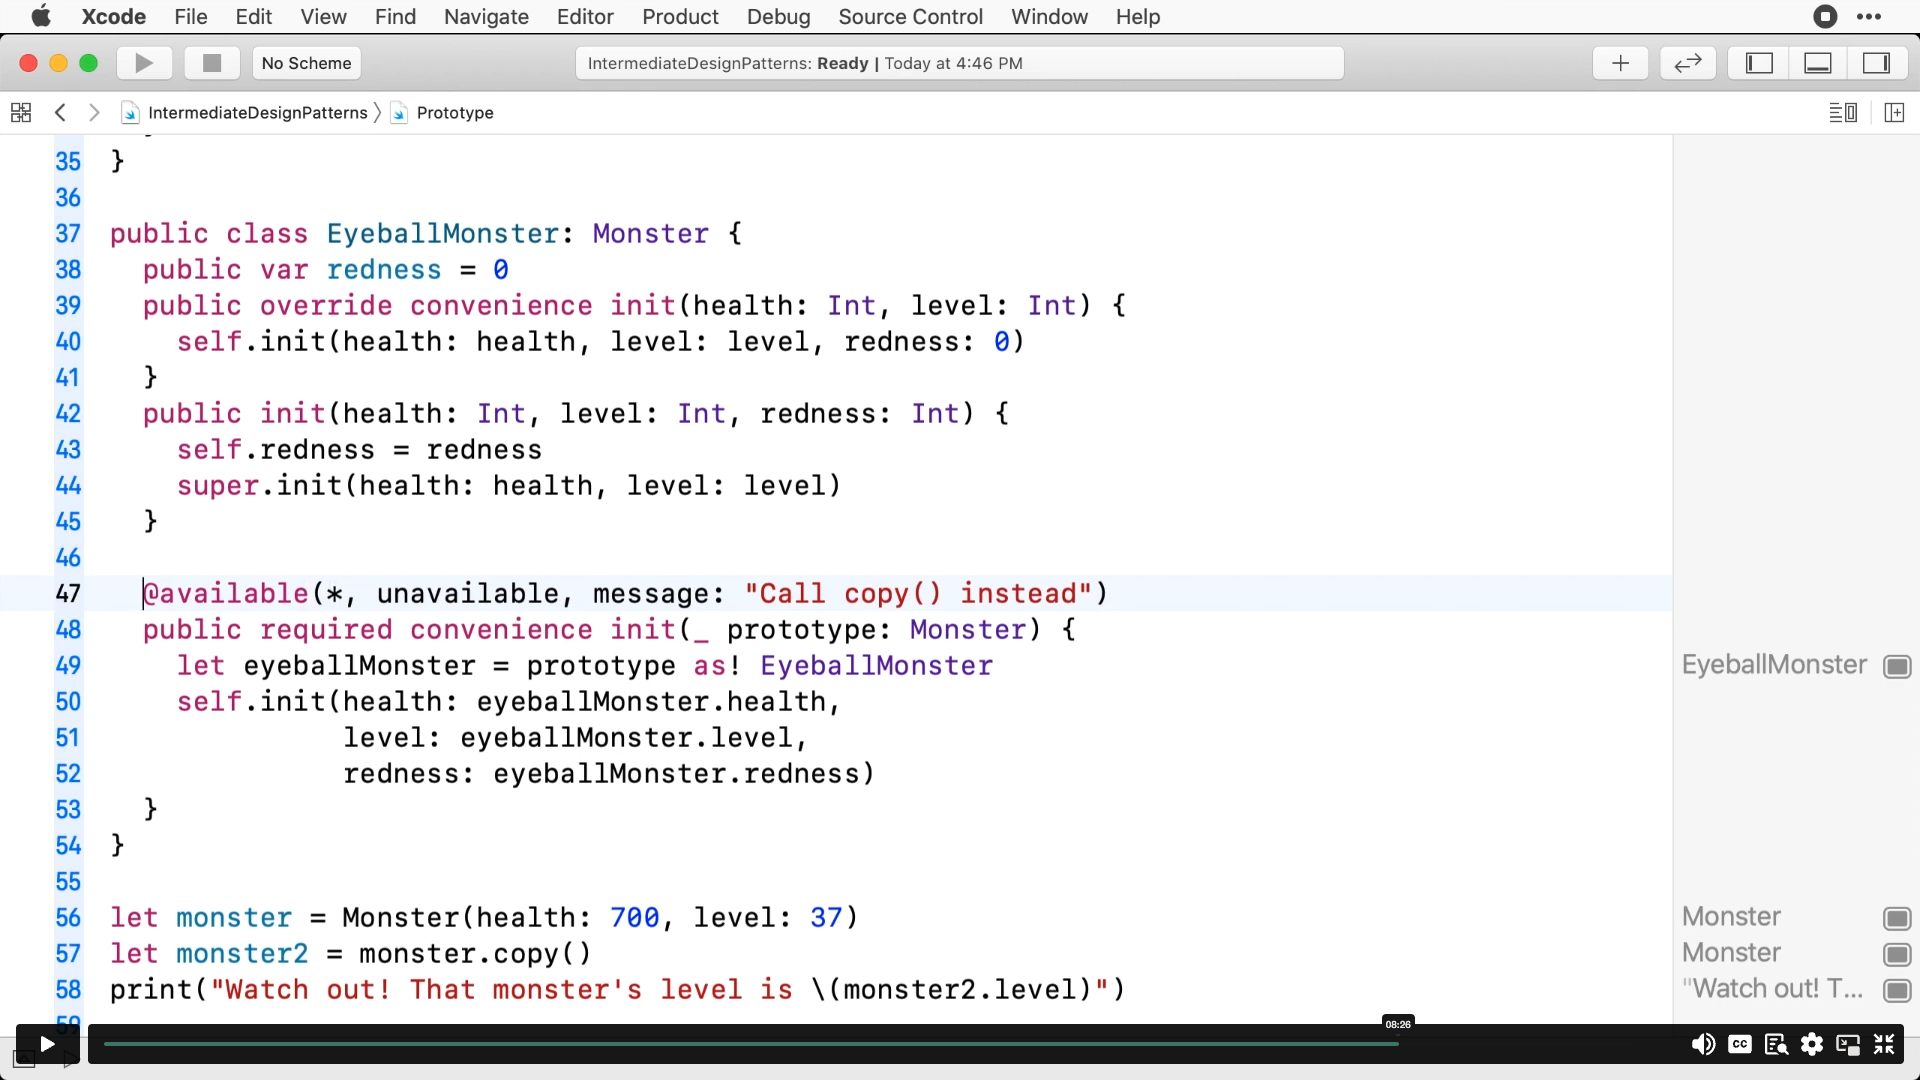 Xcode File Edit View Find Navigate Editor Product Debug Source Control Window Help
No Scheme
IntermediateDesignPatterns: Ready | Today at 4:46 PM
IntermediateDesignPatterns Prototype
35 }
36
37 public class EyeballMonster: Monster {
38 public var redness = 0
39 public override convenience init(health: Int, level: Int) {
40 self.init(health: health, level: level, redness: 0)
41 }
42 public init(health: Int, level: Int, redness: Int) {
43 self.redness = redness
44 super.init(health: health, level: level)
45 }
46
47 @available(*, unavailable, message: "Call copy() instead")
48 public required convenience init(_ prototype: Monster) {
49 let eyeballMonster = prototype as! EyeballMonster
EyeballMonster
50 self.init(health: eyeballMonster.health,
51 level: eyeballMonster.level,
52 redness: eyeballMonster.redness)
53 }
54 }
55
56 let monster = Monster(health: 700, level: 37)
Monster
57 let monster2 = monster.copy()
Monster
58 print("Watch out! That monster's level is \(monster2.level)")
"Watch out! T...
59
08:26
CC